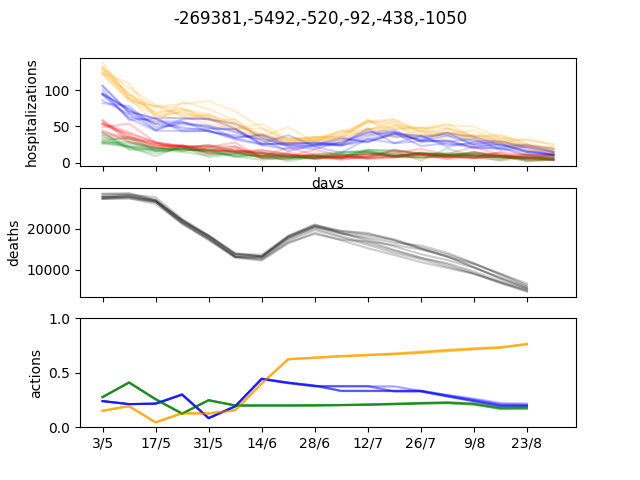 -269381,-5492,-520,-92,-438,-1050
hospitalizations
100
50
0
days
deaths
20000
10000
actions
1.0
0.5
0.0
3/5 17/5 31/5 14/6 28/6 12/7 26/7 9/8 23/8